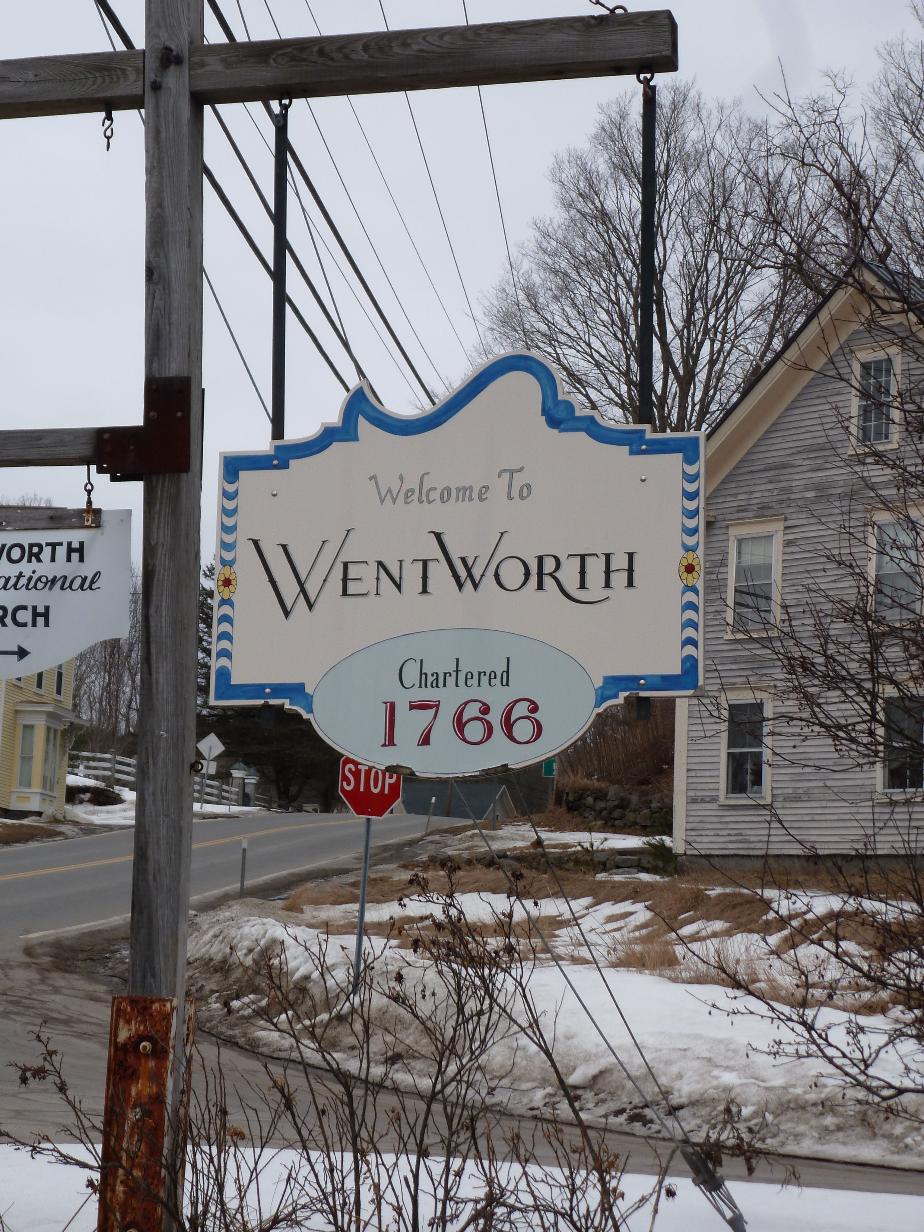 Welcome To
WENTWORTH
Chartered
1766
STOP
WORTH
ational
RCH